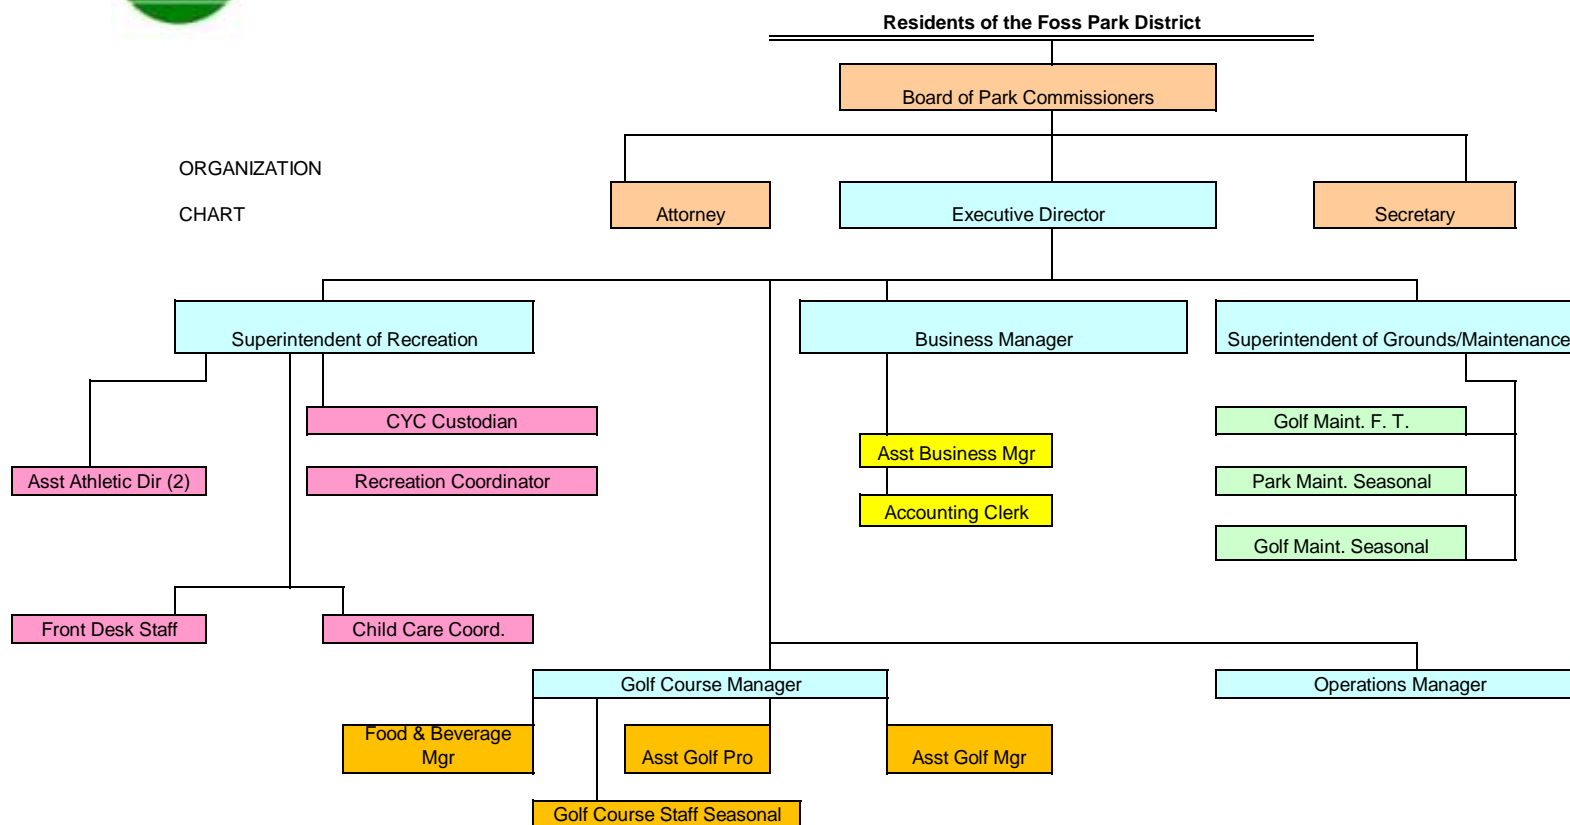 Residents of the Foss Park District
Board of Park Commissioners
ORGANIZATION
CHART
Attorney
Executive Director
Secretary
Superintendent of Recreation
Business Manager
Superintendent of Grounds/Maintenance
CYC Custodian
Golf Maint. F. T.
Asst Business Mgr
Asst Athletic Dir (2)
Recreation Coordinator
Park Maint. Seasonal
Accounting Clerk
Golf Maint. Seasonal
Front Desk Staff
Child Care Coord.
Golf Course Manager
Operations Manager
Food & Beverage
Mgr
Asst Golf Pro
Asst Golf Mgr
Golf Course Staff Seasonal